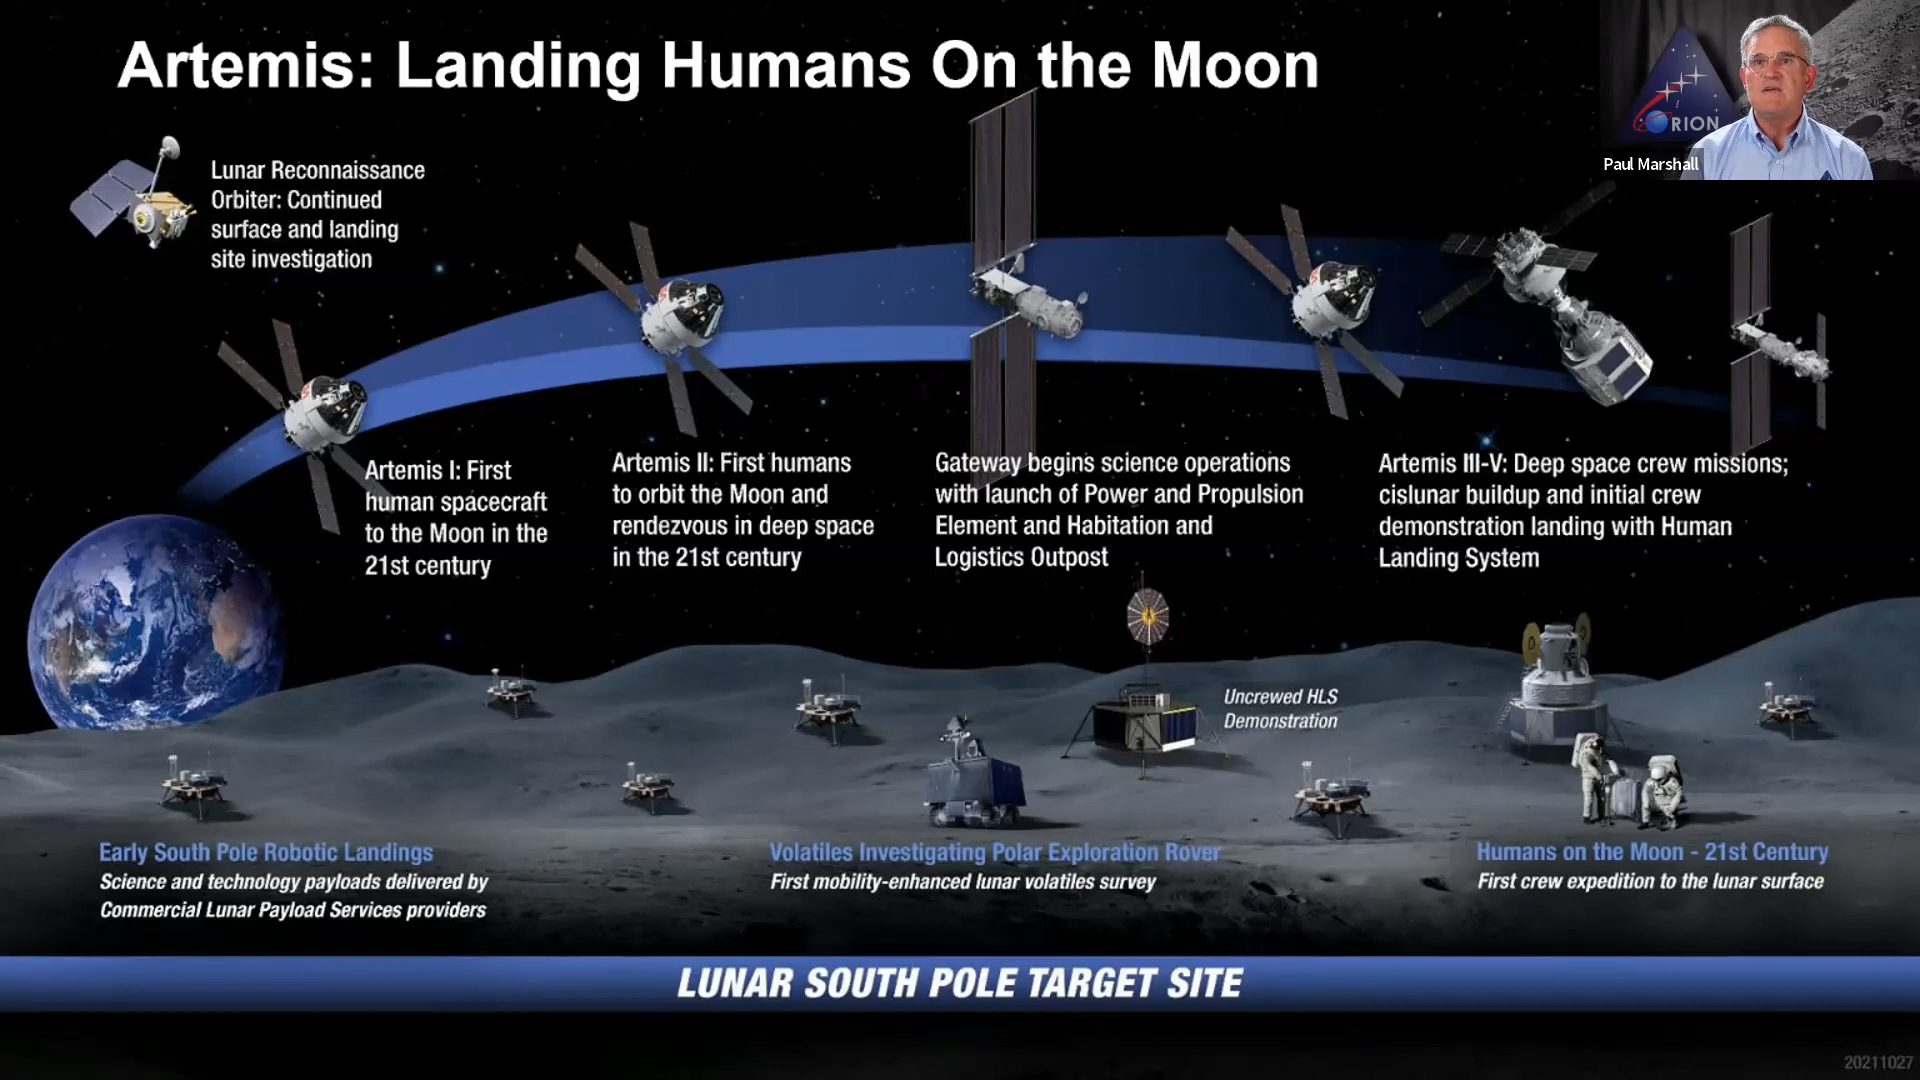 Artemis: Landing Humans On the Moon
ORION
Paul Marshall
Lunar Reconnaissance
Orbiter: Continued
surface and landing
site investigation
Artemis I: First
human spacecraft
to the Moon in the
21st century
Artemis II: First humans
to orbit the Moon and
rendezvous in deep space
in the 21st century
Gateway begins science operations
with launch of Power and Propulsion
Element and Habitation and
Logistics Outpost
Artemis III-V: Deep space crew missions;
cislunar buildup and initial crew
demonstration landing with Human
Landing System
Uncrewed HLS
Demonstration
Early South Pole Robotic Landings
Science and technology payloads delivered by
Commercial Lunar Payload Services providers
Volatiles Investigating Polar Exploration Rover
First mobility-enhanced lunar volatiles survey
Humans on the Moon - 21st Century
First crew expedition to the lunar surface
LUNAR SOUTH POLE TARGET SITE
20211027